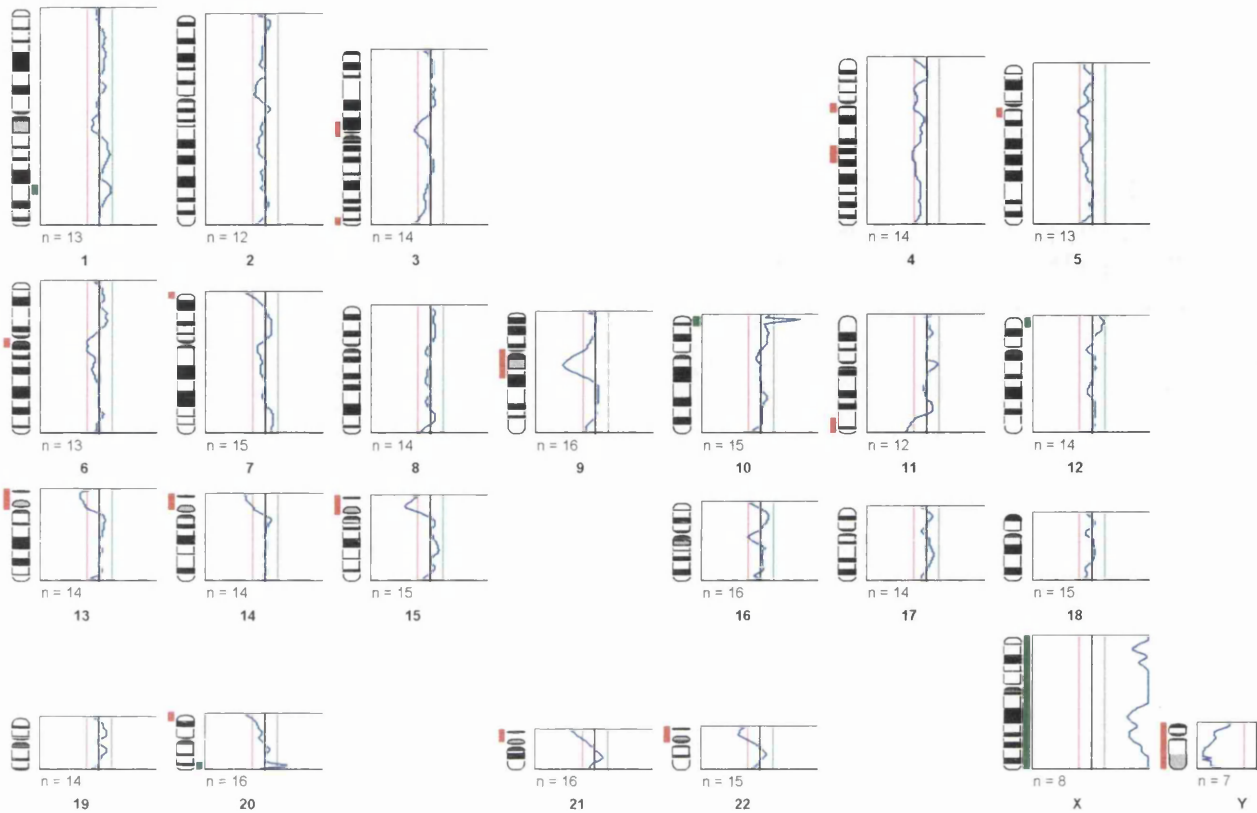 n = 13
n = 12
n = 14
n = 14
n = 13
1
2
3
4
5
n = 13
n = 15
n = 14
n = 16
n = 15
n = 12
n = 14
6
7
8
9
10
11
12
n = 14
n = 14
n = 15
n = 16
n = 14
n = 15
13
14
15
16
17
18
n = 14
n = 16
n = 16
n = 15
n = 8
n = 7
19
20
21
22
X
Y